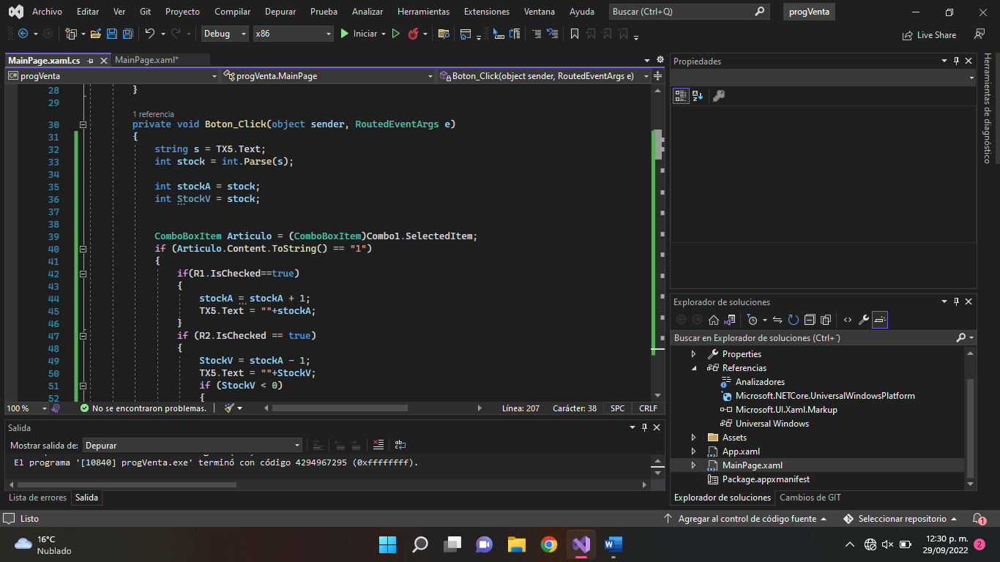 Archivo Editar Ver Git Proyecto Compilar Depurar Prueba Analizar Herramientas Extensiones Ventana Ayuda Buscar (Ctrl+Q) progVenta
Debug x86 Iniciar Live Share
MainPage.xaml.cs MainPage.xaml*
progVenta progVenta.MainPage Boton_Click(object sender, RoutedEventArgs e)
28 }
29
1 referencia
30 private void Boton_Click(object sender, RoutedEventArgs e)
31 {
32 string s = TX5.Text;
33 int stock = int.Parse(s);
34
35 int stockA = stock;
36 int StockV = stock;
37
38
39 ComboBoxItem Articulo = (ComboBoxItem)Combo1.SelectedItem;
40 if (Articulo.Content.ToString() == "1")
41 {
42 if(R1.IsChecked==true)
43 {
44 stockA = stockA + 1;
45 TX5.Text = ""+stockA;
46 }
47 if (R2.IsChecked == true)
48 {
49 StockV = stockA - 1;
50 TX5.Text = ""+StockV;
51 if (StockV < 0)
52 {
100 % No se encontraron problemas. Línea: 207 Carácter: 38 SPC CRLF
Salida
Mostrar salida de: Depurar
El programa '[10840] progVenta.exe' terminó con código 4294967295 (0xffffffff).
Lista de errores Salida
Propiedades
Herramientas de diagnóstico
Explorador de soluciones
Buscar en Explorador de soluciones (Ctrl+´)
Properties
Referencias
Analizadores
Microsoft.NETCore.UniversalWindowsPlatform
Microsoft.UI.Xaml.Markup
Universal Windows
Assets
App.xaml
MainPage.xaml
Package.appxmanifest
Explorador de soluciones Cambios de GIT
Listo Agregar al control de código fuente Seleccionar repositorio 1
16°C
Nublado
12:30 p. m.
29/09/2022 2